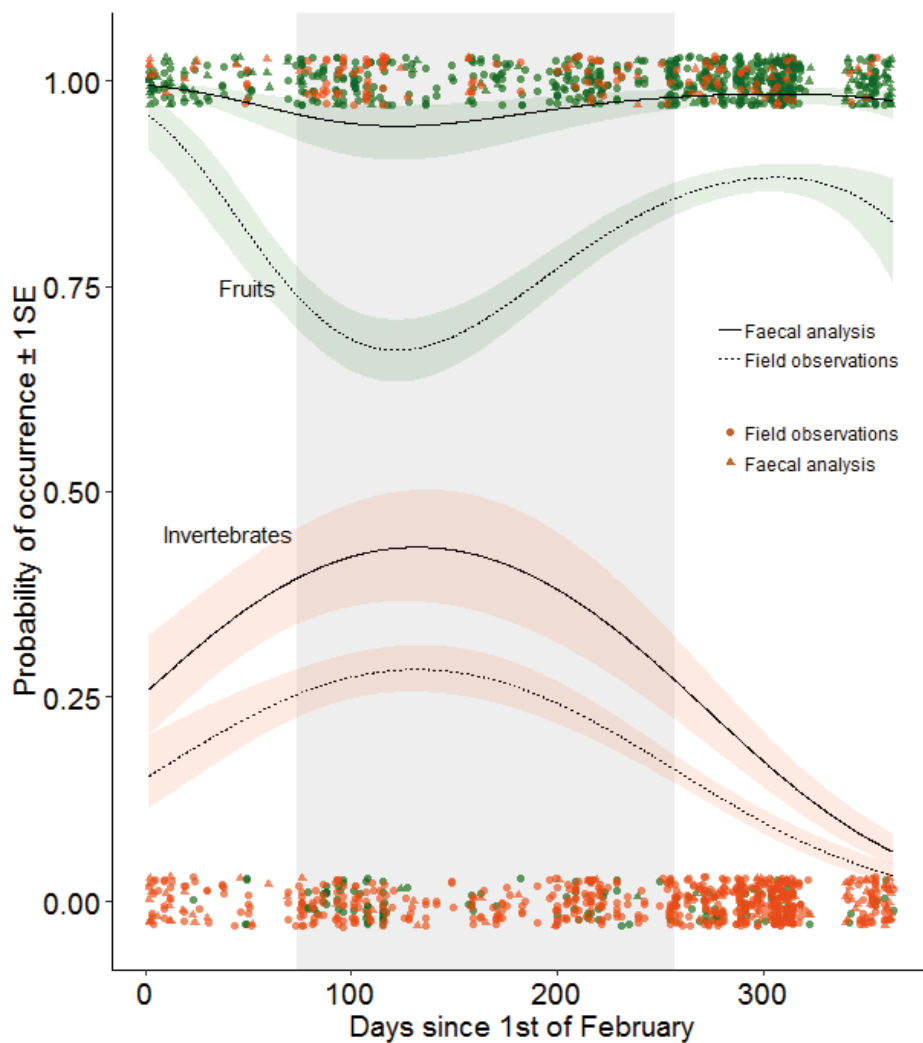 Probability of occurrence ± 1SE
1.00
0.75
0.50
0.25
0.00
Fruits
Invertebrates
Faecal analysis
Field observations
Field observations
Faecal analysis
0
100
200
300
Days since 1st of February